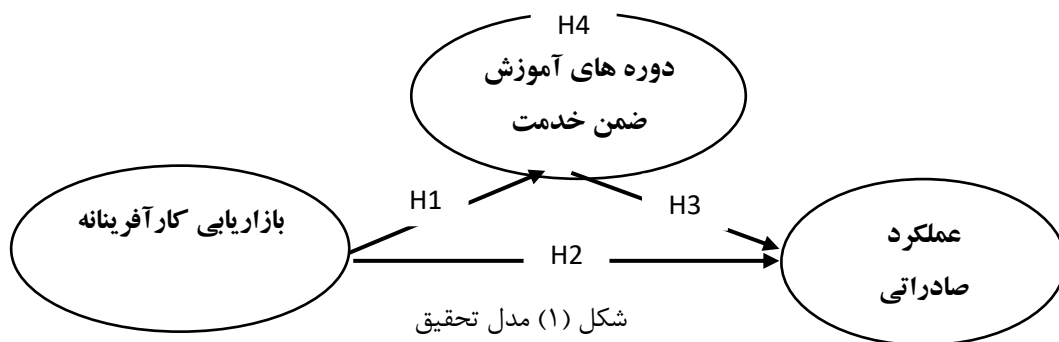 H4
دوره های آموزش
ضمن خدمت
H1
H3
بازاریابی کارآفرینانه
عملکرد
صادراتی
H2
شکل (۱) مدل تحقیق